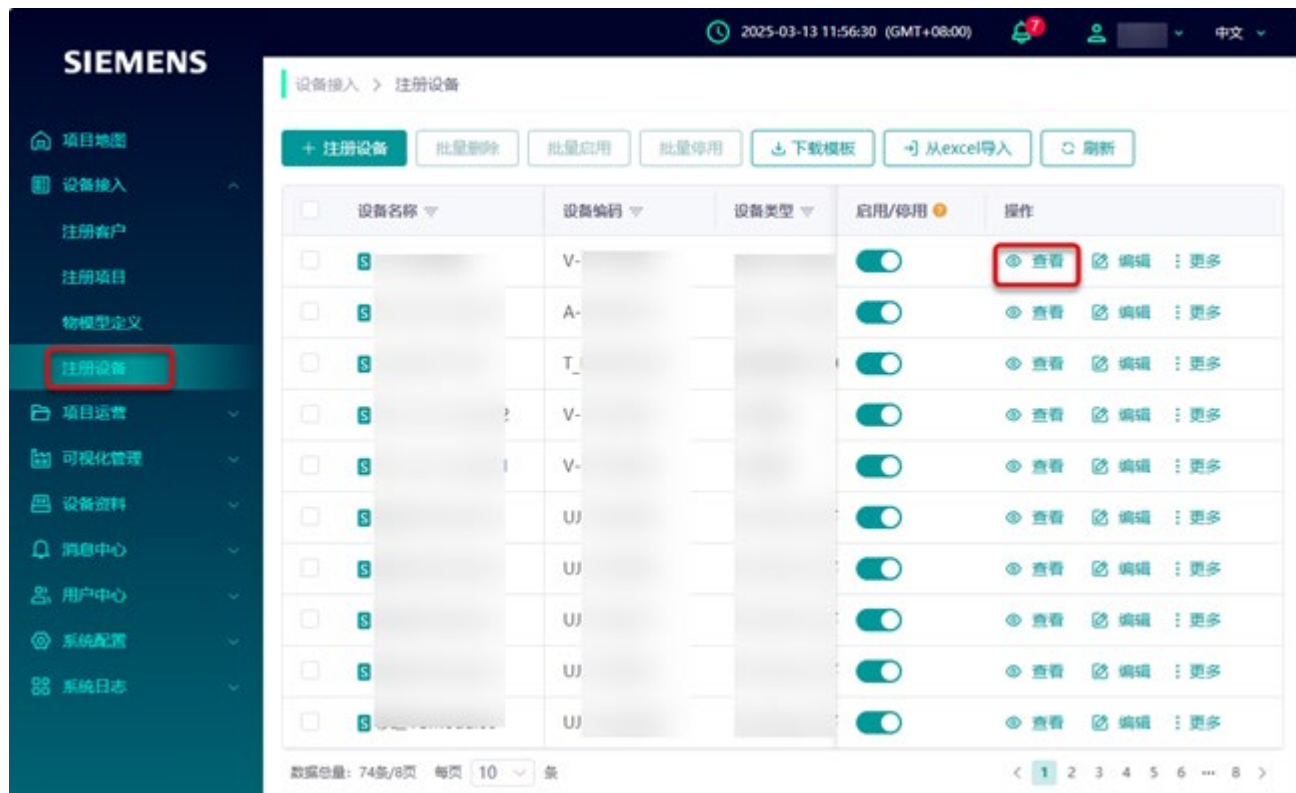 2025-03-13 11:56:30 (GMT+08:00) 7 中文
SIEMENS
设备接入 > 注册设备
项目地图
设备接入
注册客户
注册项目
物模型定义
注册设备
项目运营
可视化管理
设备资料
消息中心
用户中心
系统配置
系统日志
+ 注册设备 批量删除 批量启用 批量停用 下载模板 从excel导入 刷新
设备名称 设备编码 设备类型 启用/停用 操作
S V- 查看 编辑 更多
S A- 查看 编辑 更多
S T_ 查看 编辑 更多
S V- 查看 编辑 更多
S V- 查看 编辑 更多
S UJ 查看 编辑 更多
S UJ 查看 编辑 更多
S UJ 查看 编辑 更多
S UJ 查看 编辑 更多
S UJ 查看 编辑 更多
数据总量: 74条/8页 每页 10 条 < 1 2 3 4 5 6 ··· 8 >